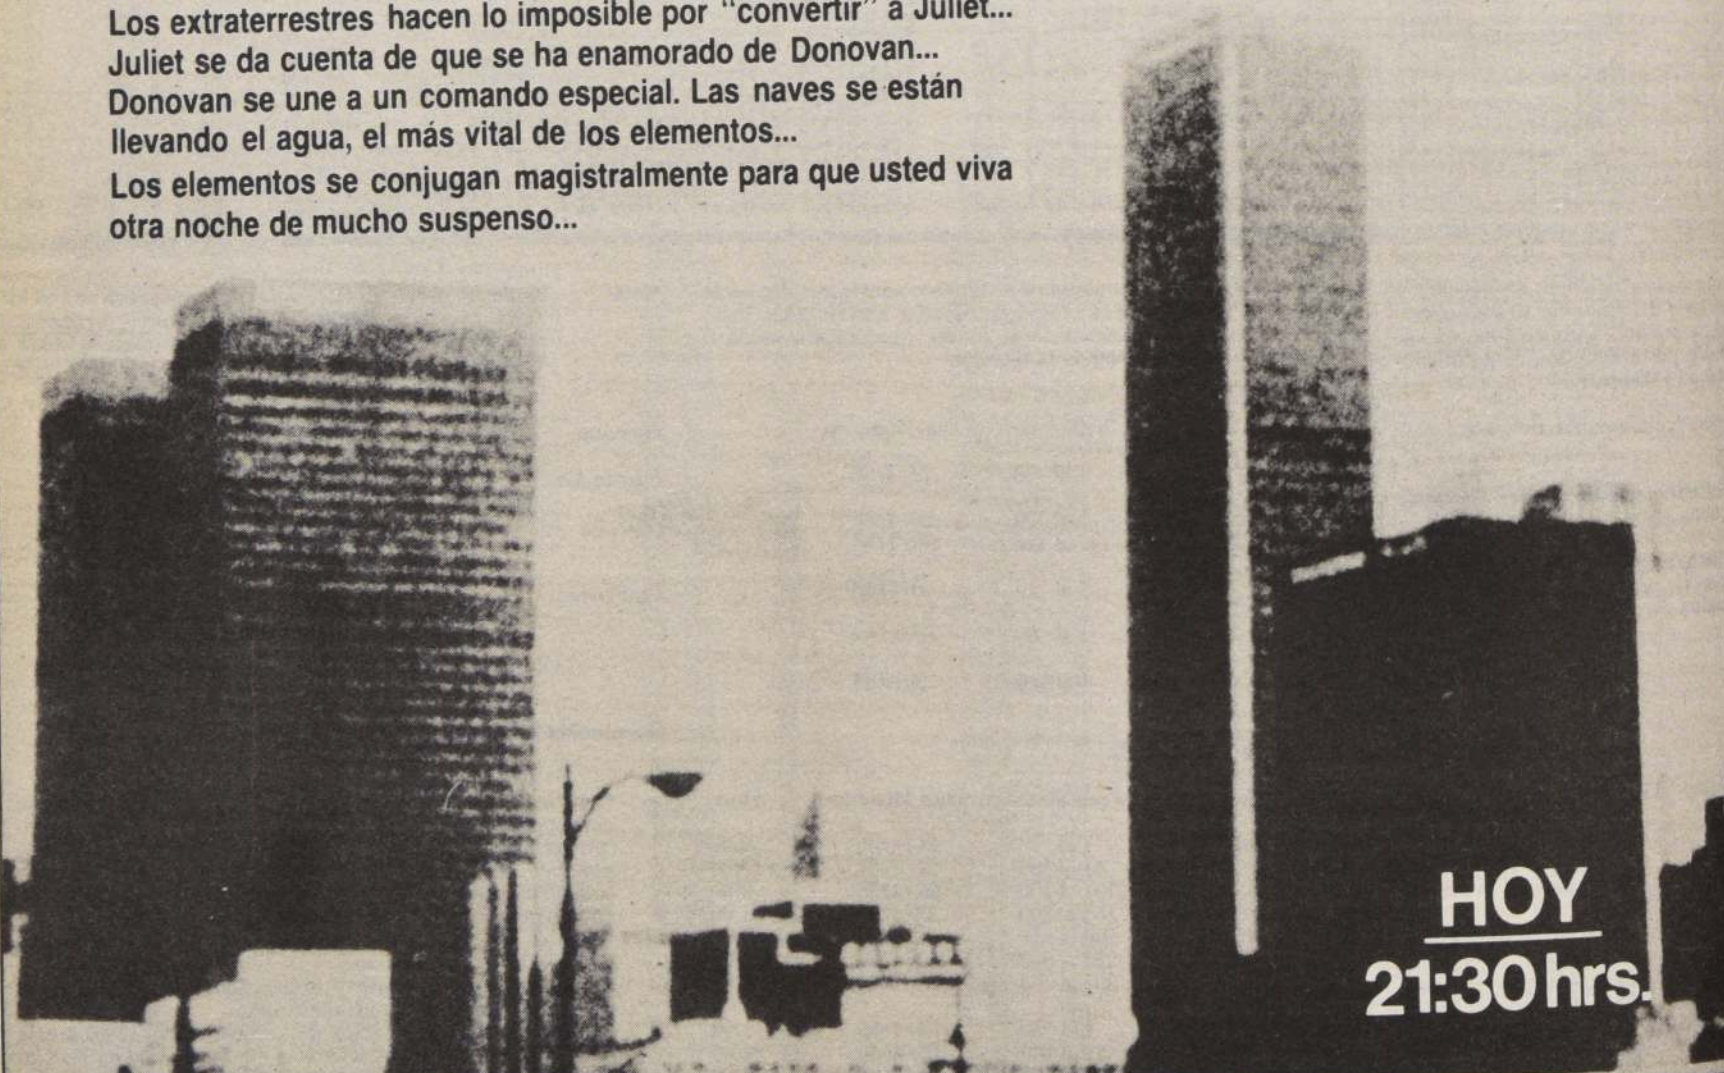 Los extraterrestres hacen lo imposible por "convertir" a Juliet...
Juliet se da cuenta de que se ha enamorado de Donovan...
Donovan se une a un comando especial. Las naves se están
llevando el agua, el más vital de los elementos...
Los elementos se conjugan magistralmente para que usted viva
otra noche de mucho suspenso...
HOY
21:30 hrs.